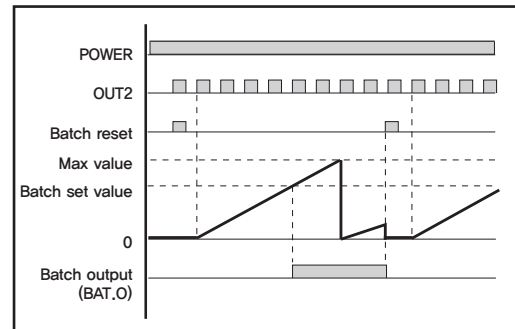 POWER
OUT2
Batch reset
Max value
Batch set value
0
Batch output
(BAT.O)